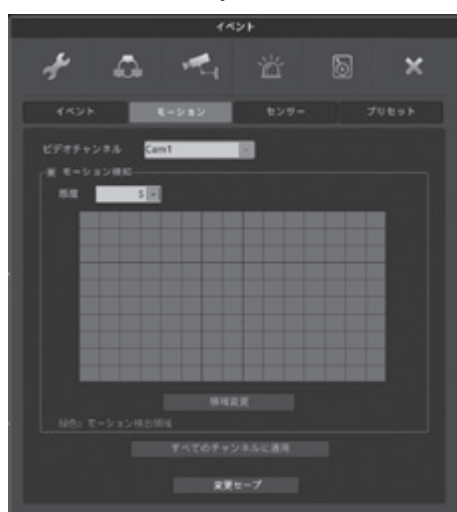 イベント
イベント モーション センサー プリセット
ビデオチャンネル Cam1
モーション検知
感度 5
領域変更
緑色: モーション検出領域
すべてのチャンネルに適用
変更セーブ